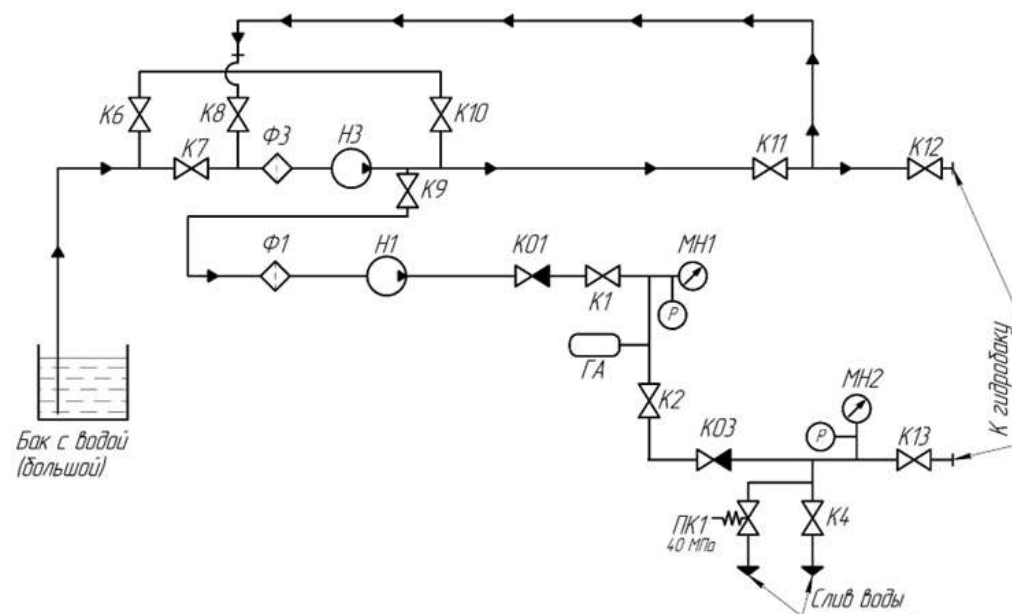 К6
К8
К10
К7
Ф3
Н3
К11
К12
К9
Ф1
Н1
КО1
К1
МН1
Р
ГА
К2
МН2
Р
КО3
К13
К гидробаку
Бак с водой
(большой)
ПК1
40 МПа
К4
Слив воды